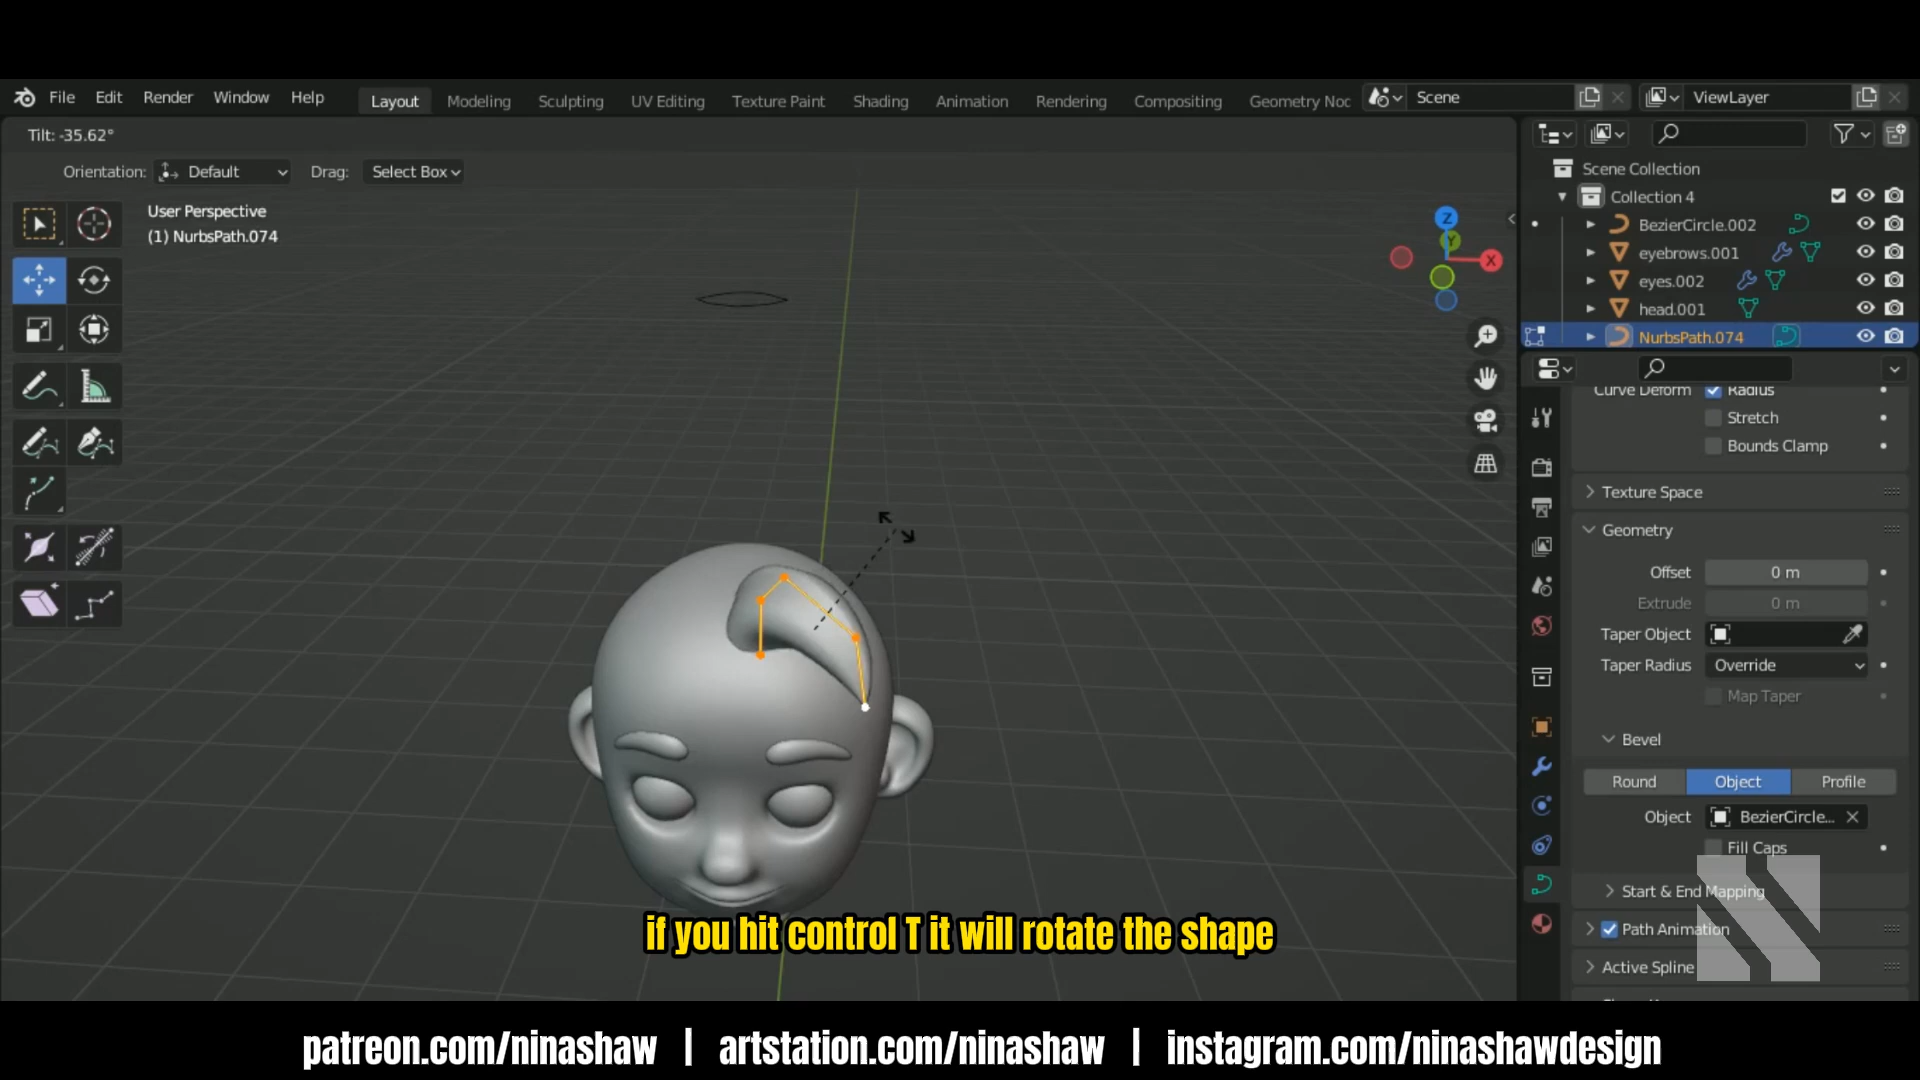 File Edit Render Window Help Layout Modeling Sculpting UV Editing Texture Paint Shading Animation Rendering Compositing Geometry Noc Scene ViewLayer
Tilt: -35.62°
Orientation: Default Drag: Select Box
User Perspective
(1) NurbsPath.074
Z
Y
X
Scene Collection
Collection 4
BezierCircle.002
eyebrows.001
eyes.002
head.001
NurbsPath.074
Curve Deform Radius
Stretch
Bounds Clamp
Texture Space
Geometry
Offset 0 m
Extrude 0 m
Taper Object
Taper Radius Override
Map Taper
Bevel
Round Object Profile
Object BezierCircle...
Fill Caps
Start & End Mapping
Path Animation
Active Spline
if you hit control T it will rotate the shape
patreon.com/ninashaw | artstation.com/ninashaw | instagram.com/ninashawdesign